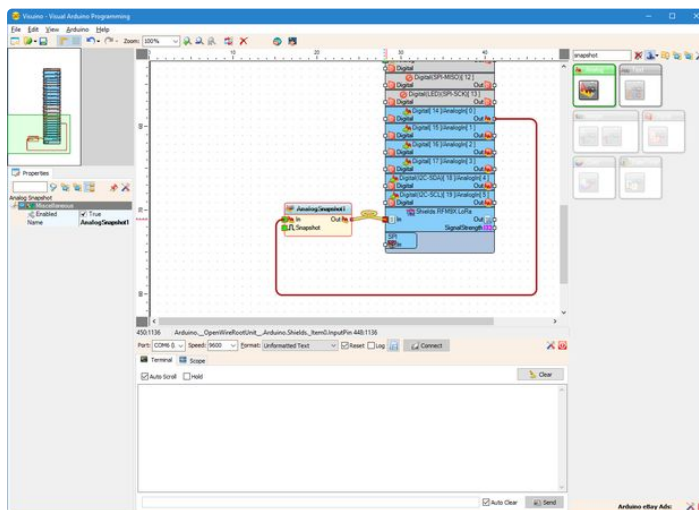 Visuino - Visual Arduino Programming
File Edit View Arduino Help
Zoom: 100%
snapshot
10 20 30 40
Digital
Digital(SPI-MISO)[ 12 ]
Digital Out
Digital(LED)(SPI-SCK)[ 13 ]
Digital Out
Digital[ 14 ]/AnalogIn[ 0 ]
Digital Out
Digital[ 15 ]/AnalogIn[ 1 ]
Digital Out
Digital[ 16 ]/AnalogIn[ 2 ]
Digital Out
Digital[ 17 ]/AnalogIn[ 3 ]
Digital Out
Digital(I2C-SDA)[ 18 ]/AnalogIn[ 4 ]
Digital Out
Digital(I2C-SCL)[ 19 ]/AnalogIn[ 5 ]
Digital Out
Shields.RFM9X.LoRa
In Out
SignalStrength
SPI
In
AnalogSnapshot1
In Out
Snapshot
Properties
Analog Snapshot
Miscellaneous
Enabled True
Name AnalogSnapshot1
450:1136 Arduino.__OpenWireRootUnit__.Arduino.Shields._Item0.InputPin 448:1136
Port: COM6 Speed: 9600 Format: Unformatted Text Reset Log Connect
Terminal Scope
Auto Scroll Hold Clear
Auto Clear Send
Arduino eBay Ads: